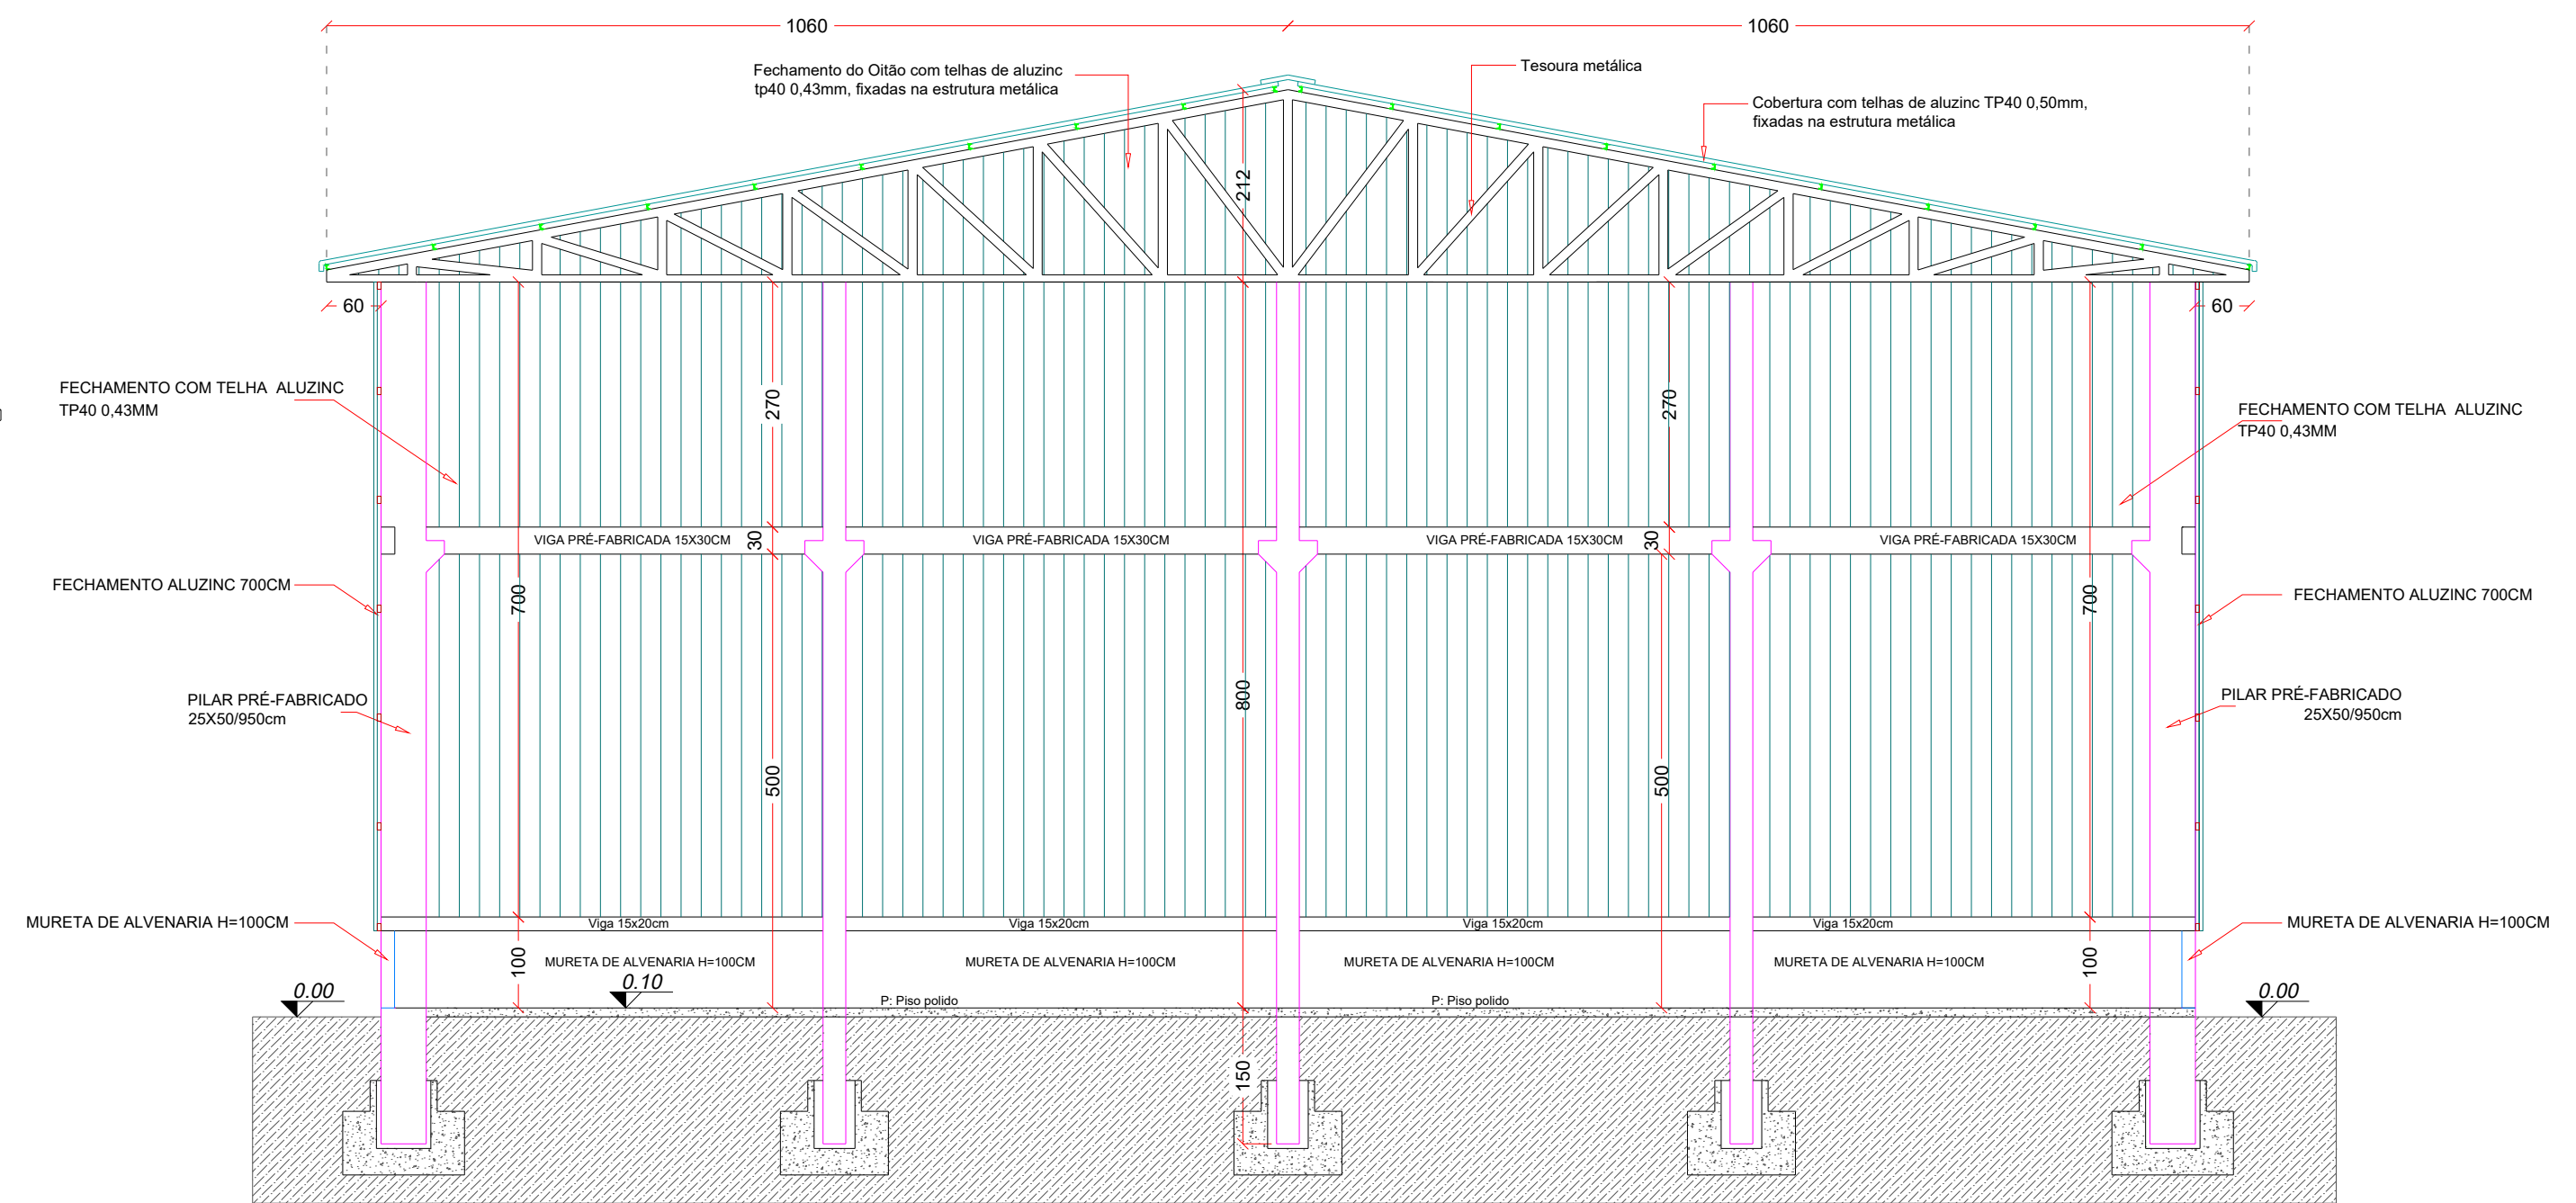 1060
1060
Fechamento do Oitão com telhas de aluzinc
tp40 0,43mm, fixadas na estrutura metálica
Tesoura metálica
Cobertura com telhas de aluzinc TP40 0,50mm,
fixadas na estrutura metálica
212
60
60
FECHAMENTO COM TELHA  ALUZINC
TP40 0,43MM
270
270
FECHAMENTO COM TELHA  ALUZINC
TP40 0,43MM
VIGA PRÉ-FABRICADA 15X30CM
30
VIGA PRÉ-FABRICADA 15X30CM
VIGA PRÉ-FABRICADA 15X30CM
30
VIGA PRÉ-FABRICADA 15X30CM
FECHAMENTO ALUZINC 700CM
700
700
FECHAMENTO ALUZINC 700CM
PILAR PRÉ-FABRICADO
25X50/950cm
800
PILAR PRÉ-FABRICADO
25X50/950cm
500
500
MURETA DE ALVENARIA H=100CM
Viga 15x20cm
Viga 15x20cm
Viga 15x20cm
Viga 15x20cm
MURETA DE ALVENARIA H=100CM
100
MURETA DE ALVENARIA H=100CM
MURETA DE ALVENARIA H=100CM
MURETA DE ALVENARIA H=100CM
MURETA DE ALVENARIA H=100CM
100
0.00
0.10
P: Piso polido
P: Piso polido
0.00
150